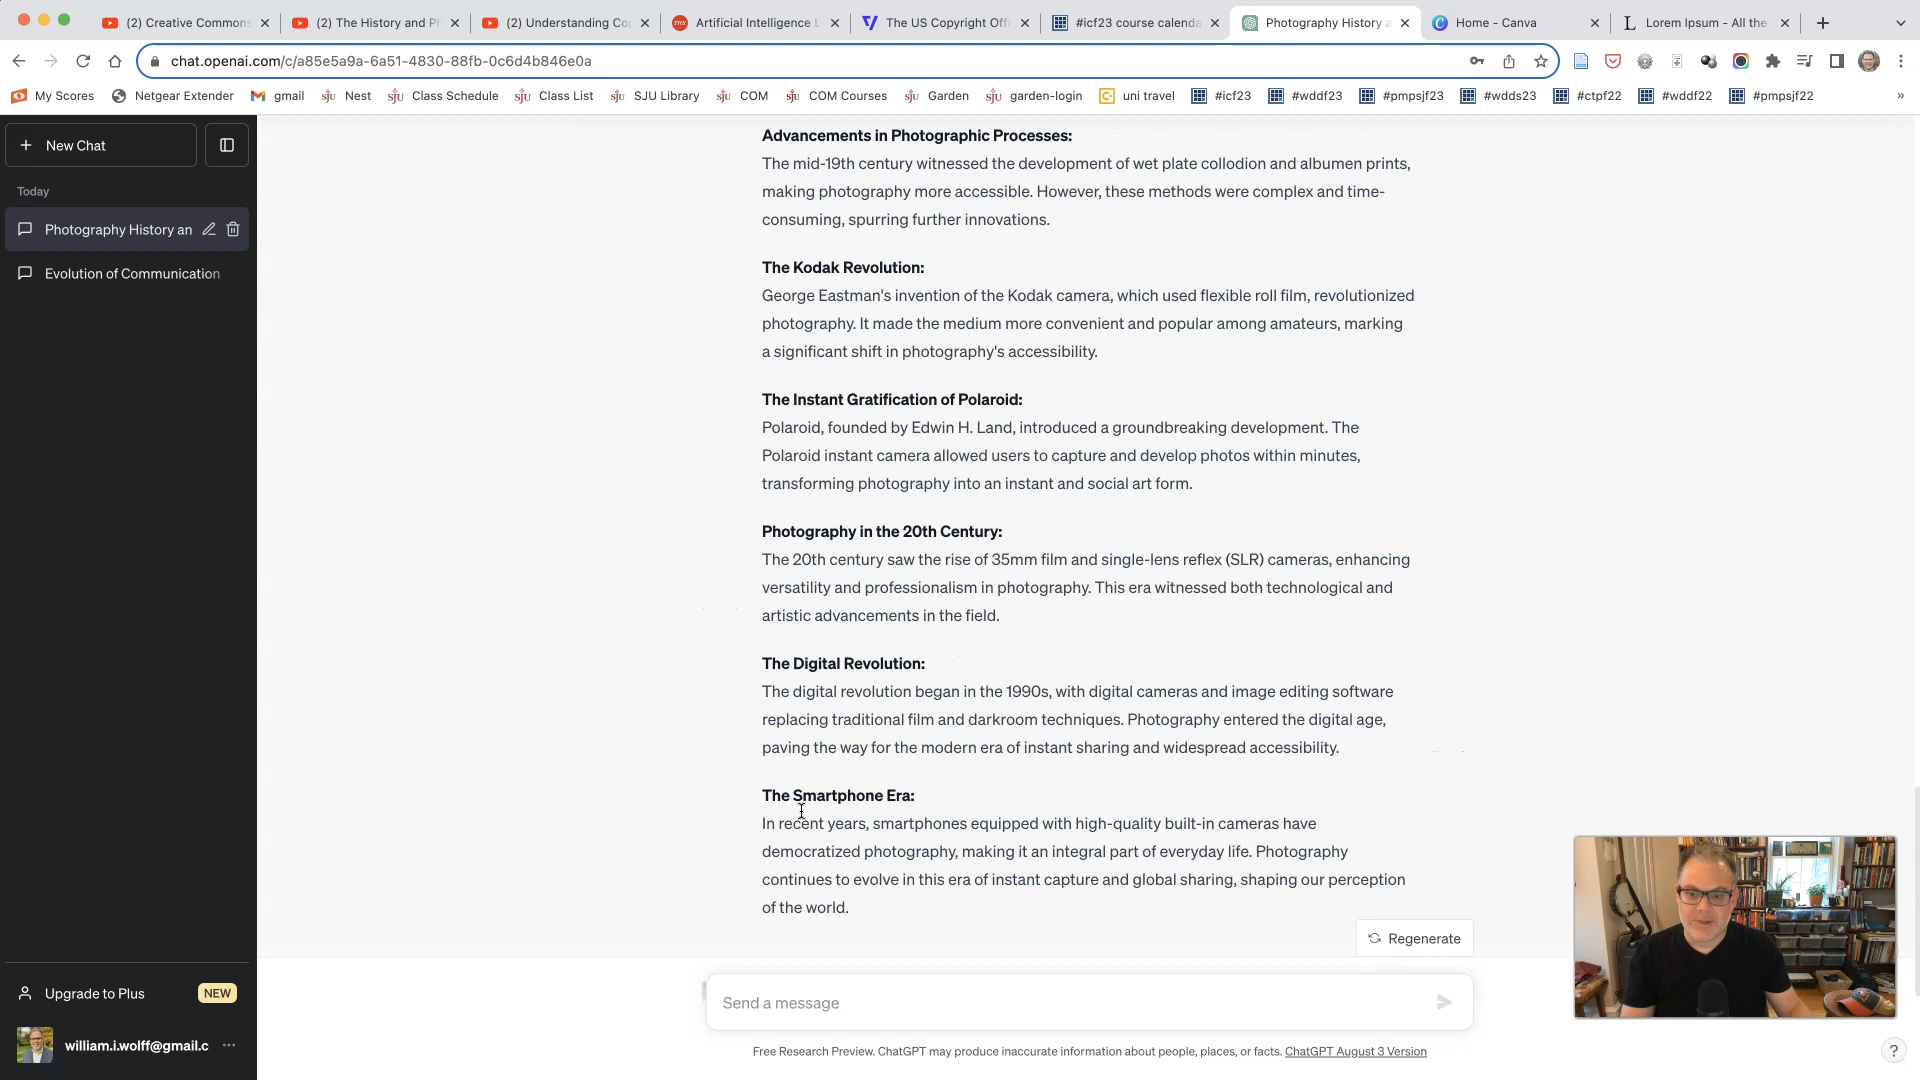 (2) Creative Commons
(2) The History and Ph
(2) Understanding Co
Artificial Intelligence L
The US Copyright Offi
#icf23 course calenda
Photography History a
Home - Canva
Lorem Ipsum - All the
chat.openai.com/c/a85e5a9a-6a51-4830-88fb-0c6d4b846e0a
My Scores
Netgear Extender
gmail
sju Nest
sju Class Schedule
sju Class List
sju SJU Library
sju COM
sju COM Courses
sju Garden
sju garden-login
uni travel
#icf23
#wddf23
#pmpsjf23
#wdds23
#ctpf22
#wddf22
#pmpsjf22
»
+ New Chat
Today
Photography History an
Evolution of Communication
Advancements in Photographic Processes:
The mid-19th century witnessed the development of wet plate collodion and albumen prints,
making photography more accessible. However, these methods were complex and time-
consuming, spurring further innovations.
The Kodak Revolution:
George Eastman's invention of the Kodak camera, which used flexible roll film, revolutionized
photography. It made the medium more convenient and popular among amateurs, marking
a significant shift in photography's accessibility.
The Instant Gratification of Polaroid:
Polaroid, founded by Edwin H. Land, introduced a groundbreaking development. The
Polaroid instant camera allowed users to capture and develop photos within minutes,
transforming photography into an instant and social art form.
Photography in the 20th Century:
The 20th century saw the rise of 35mm film and single-lens reflex (SLR) cameras, enhancing
versatility and professionalism in photography. This era witnessed both technological and
artistic advancements in the field.
The Digital Revolution:
The digital revolution began in the 1990s, with digital cameras and image editing software
replacing traditional film and darkroom techniques. Photography entered the digital age,
paving the way for the modern era of instant sharing and widespread accessibility.
The Smartphone Era:
In recent years, smartphones equipped with high-quality built-in cameras have
democratized photography, making it an integral part of everyday life. Photography
continues to evolve in this era of instant capture and global sharing, shaping our perception
of the world.
Regenerate
Send a message
Free Research Preview. ChatGPT may produce inaccurate information about people, places, or facts. ChatGPT August 3 Version
?
Upgrade to Plus
NEW
william.i.wolff@gmail.c